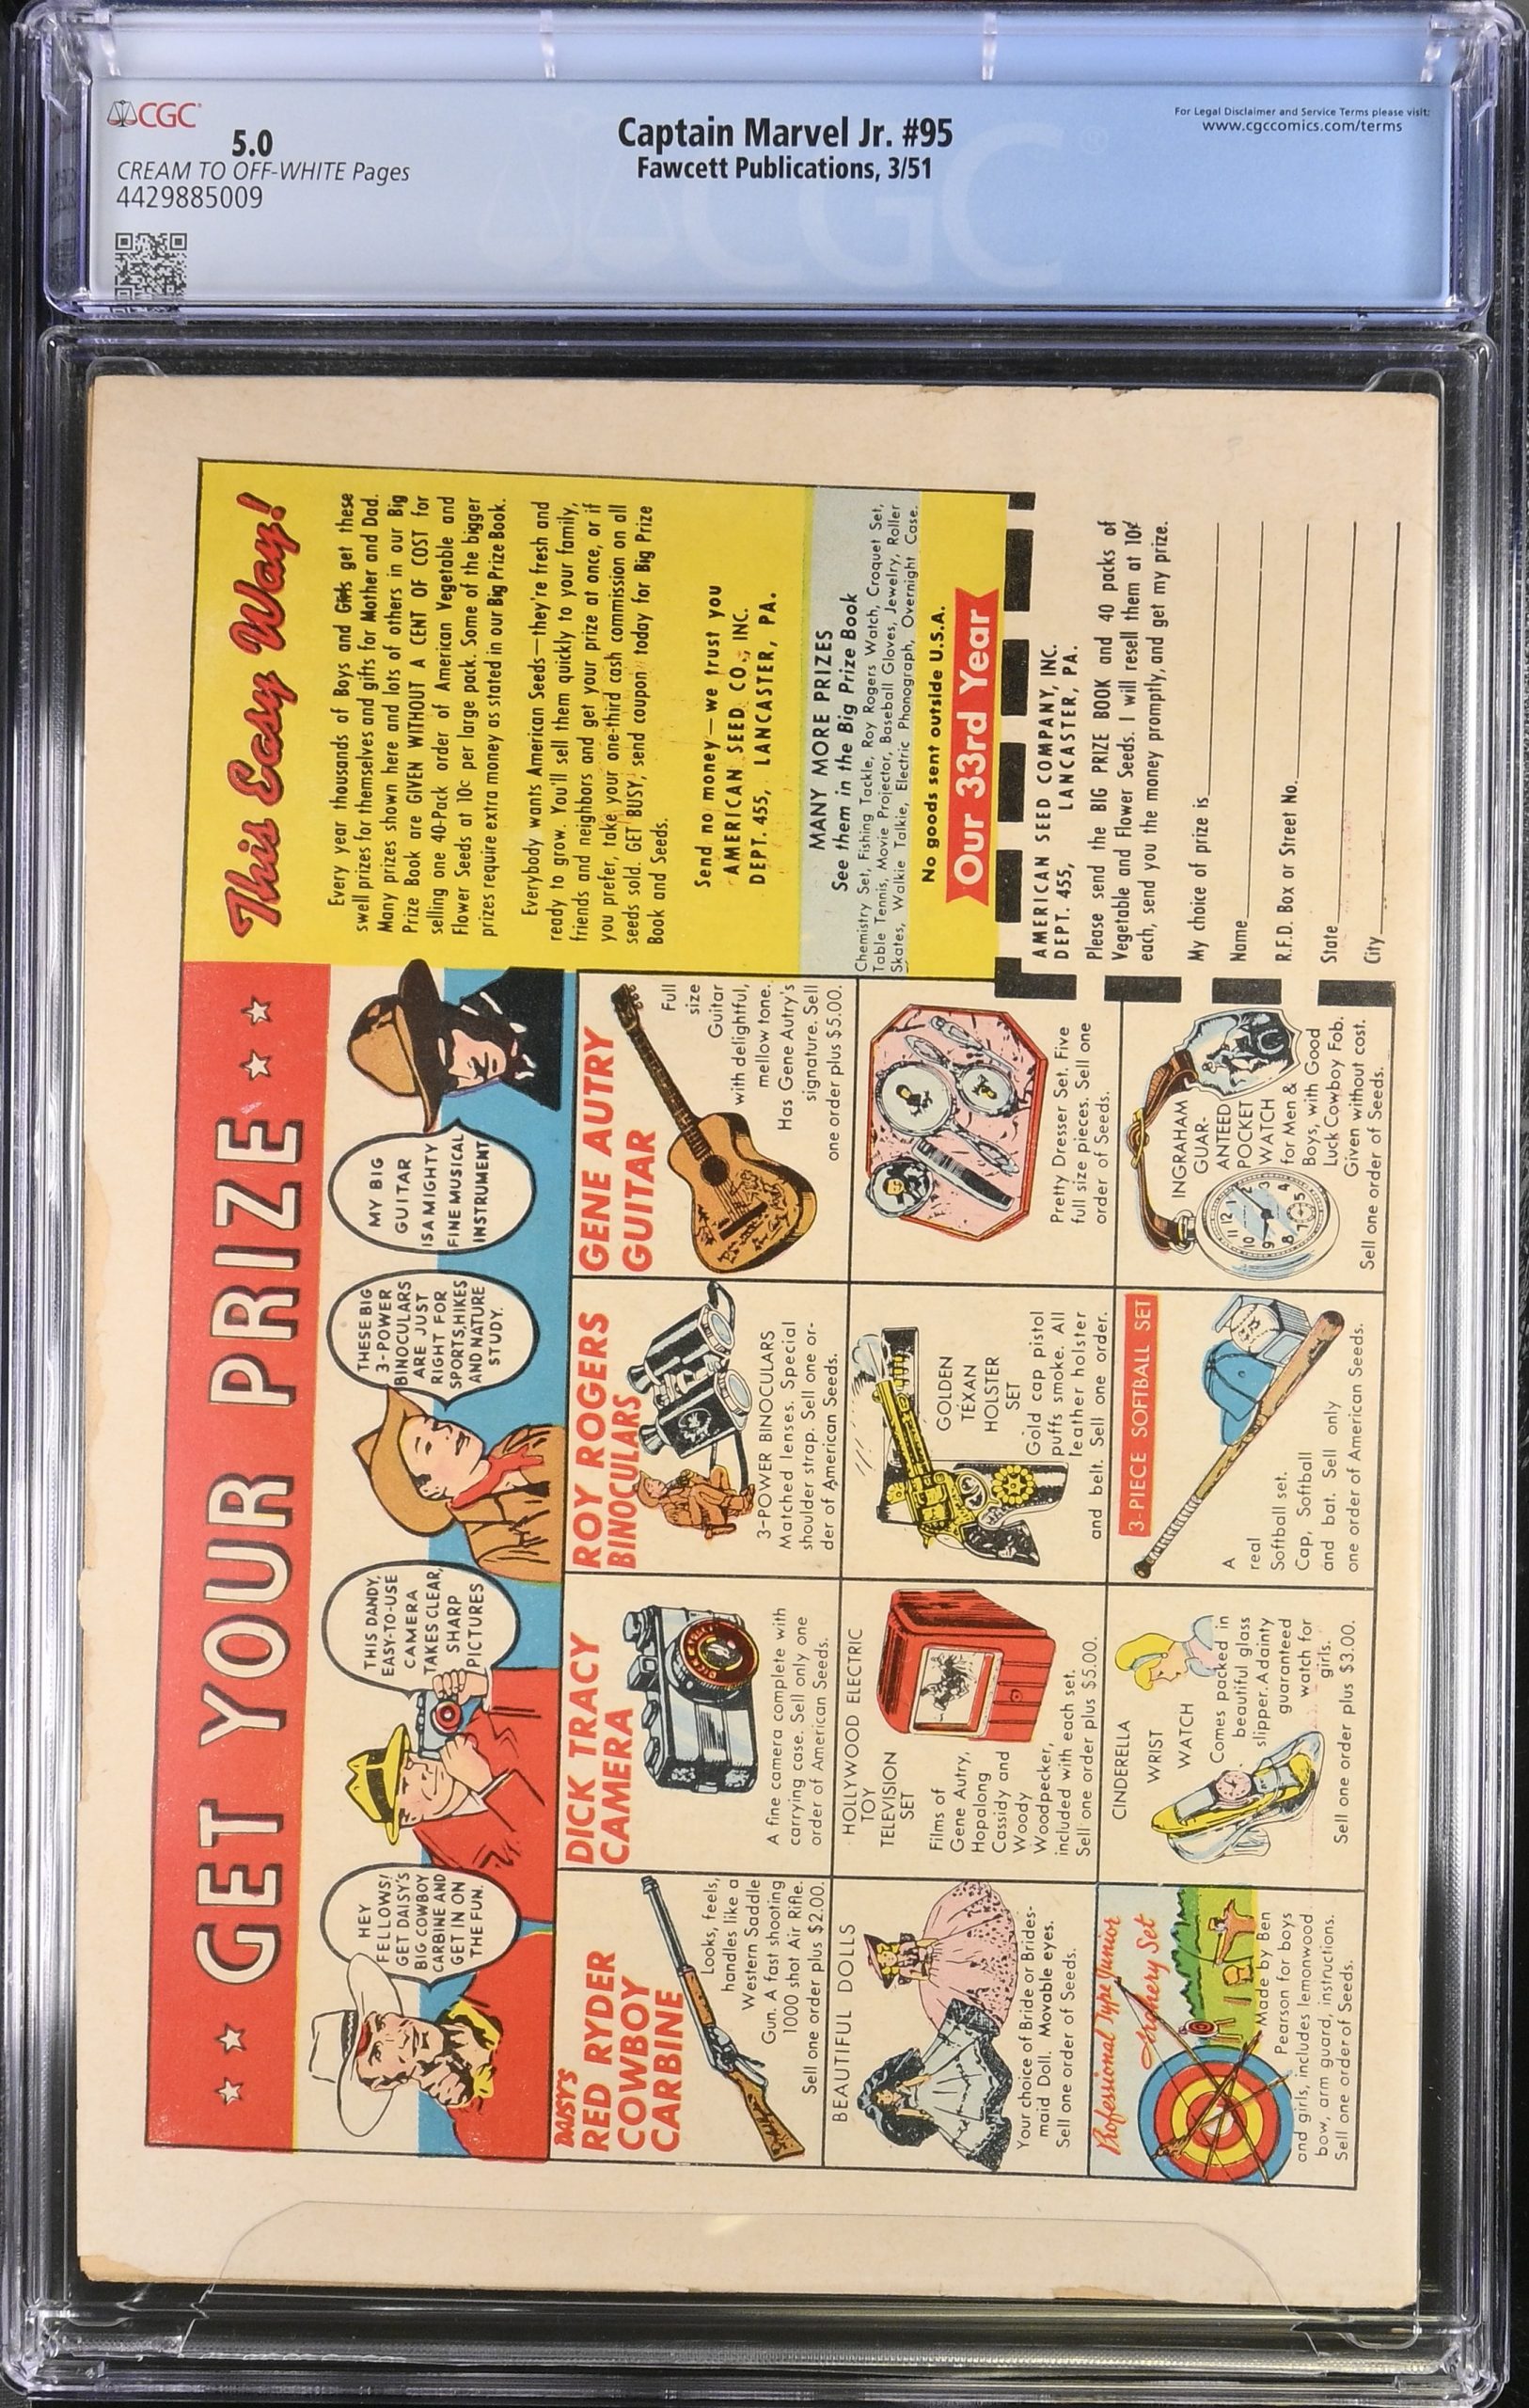 CGC
5.0
CREAM TO OFF-WHITE Pages
4429885009
Captain Marvel Jr. #95
Fawcett Publications, 3/51
For Legal Disclaimer and Service Terms please visit:
www.cgccomics.com/terms
CGC
GET YOUR PRIZE
HEY
FELLOWS!
GET DAISY'S
BIG COWBOY
CARBINE AND
GET IN ON
THE FUN.
THIS DANDY,
EASY-TO-USE
CAMERA
TAKES CLEAR,
SHARP
PICTURES
THESE BIG
3-POWER
BINOCULARS
ARE JUST
RIGHT FOR
SPORTS, HIKES
AND NATURE
STUDY.
MY BIG
GUITAR
IS A MIGHTY
FINE MUSICAL
INSTRUMENT
DAISY'S
RED RYDER
COWBOY
CARBINE
Looks, feels,
handles like a
Western Saddle
Gun. A fast shooting
1000 shot Air Rifle.
Sell one order plus $2.00.
DICK TRACY
CAMERA
A fine camera complete with
carrying case. Sell only one
order of American Seeds.
ROY ROGERS
BINOCULARS
3-POWER BINOCULARS
Matched lenses. Special
shoulder strap. Sell one or-
der of American Seeds.
GENE AUTRY
GUITAR
Full
size
Guitar
with delightful,
mellow tone.
Has Gene Autry's
signature. Sell
one order plus $5.00.
BEAUTIFUL DOLLS
Your choice of Bride or Brides-
maid Doll. Movable eyes.
Sell one order of Seeds.
HOLLYWOOD ELECTRIC
TOY
TELEVISION
SET
Films of
Gene Autry,
Hopalong
Cassidy and
Woody
Woodpecker,
included with each set.
Sell one order plus $5.00.
GOLDEN
TEXAN
HOLSTER
SET
Gold cap pistol
puffs smoke. All
leather holster
and belt. Sell one order.
Pretty Dresser Set. Five
full size pieces. Sell one
order of Seeds.
Professional Type Junior
Archery Set
Made by Ben
Pearson for boys
and girls, includes lemonwood
bow, arm guard, instructions.
Sell one order of Seeds.
CINDERELLA
WRIST
WATCH
Comes packed in
beautiful glass
slipper. A dainty
guaranteed
watch for
girls.
Sell one order plus $3.00.
3-PIECE SOFTBALL SET
A
real
Softball set.
Cap, Softball
and bat. Sell only
one order of American Seeds.
INGRAHAM
GUAR-
ANTEED
POCKET
WATCH
for Men &
Boys, with Good
Luck Cowboy Fob.
Given without cost.
Sell one order of Seeds.
This Easy Way!
Every year thousands of Boys and Girls get these
swell prizes for themselves and gifts for Mother and Dad.
Many prizes shown here and lots of others in our Big
Prize Book are GIVEN WITHOUT A CENT OF COST for
selling one 40-Pack order of American Vegetable and
Flower Seeds at 10c per large pack. Some of the bigger
prizes require extra money as stated in our Big Prize Book.
Everybody wants American Seeds—they're fresh and
ready to grow. You'll sell them quickly to your family,
friends and neighbors and get your prize at once, or if
you prefer, take your one-third cash commission on all
seeds sold. GET BUSY, send coupon today for Big Prize
Book and Seeds.
Send no money—we trust you
AMERICAN SEED CO., INC.
DEPT. 455, LANCASTER, PA.
MANY MORE PRIZES
See them in the Big Prize Book
Chemistry Set, Fishing Tackle, Roy Rogers Watch, Croquet Set,
Table Tennis, Movie Projector, Baseball Gloves, Jewelry, Roller
Skates, Walkie Talkie, Electric Phonograph, Overnight Case.
No goods sent outside U.S.A.
Our 33rd Year
AMERICAN SEED COMPANY, INC.
DEPT. 455, LANCASTER, PA.
Please send the BIG PRIZE BOOK and 40 packs of
Vegetable and Flower Seeds. I will resell them at 10¢
each, send you the money promptly, and get my prize.
My choice of prize is
Name
R.F.D. Box or Street No.
State
City